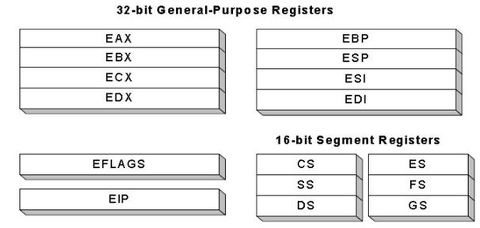 32-bit General-Purpose Registers
EAX
EBX
ECX
EDX
EBP
ESP
ESI
EDI
16-bit Segment Registers
EFLAGS
EIP
CS
SS
DS
ES
FS
GS